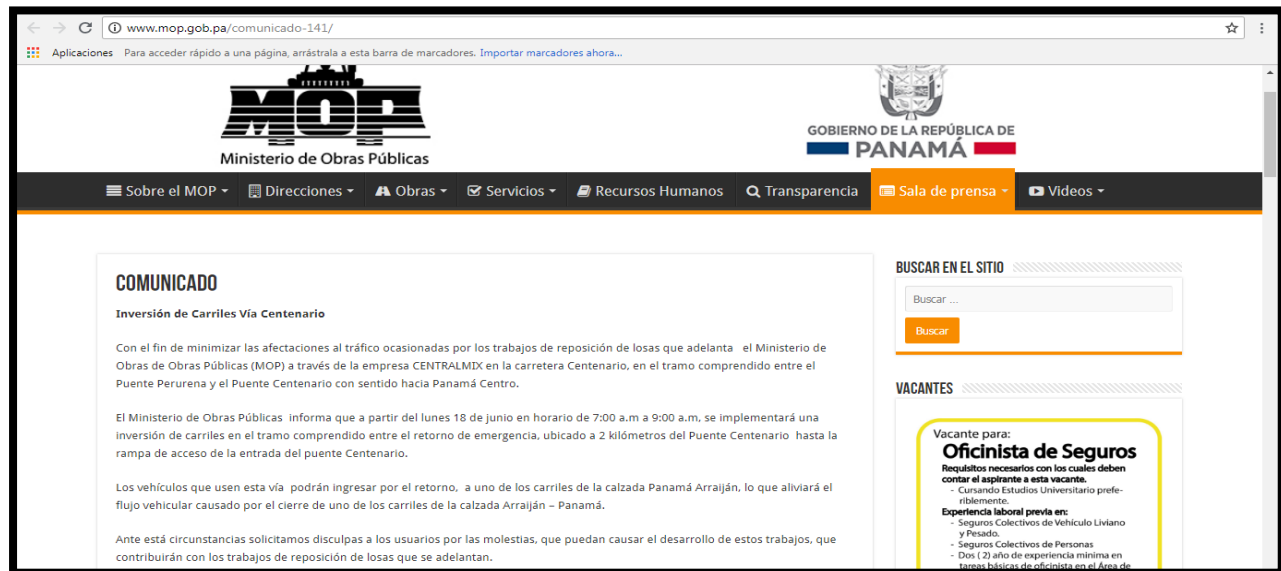 www.mop.gob.pa/comunicado-141/
Aplicaciones Para acceder rápido a una página, arrástrala a esta barra de marcadores. Importar marcadores ahora...
MOP
Ministerio de Obras Públicas
GOBIERNO DE LA REPÚBLICA DE
PANAMÁ
Sobre el MOP Direcciones Obras Servicios Recursos Humanos Transparencia Sala de prensa Videos
COMUNICADO
Inversión de Carriles Vía Centenario
Con el fin de minimizar las afectaciones al tráfico ocasionadas por los trabajos de reposición de losas que adelanta el Ministerio de
Obras de Obras Públicas (MOP) a través de la empresa CENTRALMIX en la carretera Centenario, en el tramo comprendido entre el
Puente Perurena y el Puente Centenario con sentido hacia Panamá Centro.
El Ministerio de Obras Públicas informa que a partir del lunes 18 de junio en horario de 7:00 a.m a 9:00 a.m, se implementará una
inversión de carriles en el tramo comprendido entre el retorno de emergencia, ubicado a 2 kilómetros del Puente Centenario hasta la
rampa de acceso de la entrada del puente Centenario.
Los vehículos que usen esta vía podrán ingresar por el retorno, a uno de los carriles de la calzada Panamá Arraiján, lo que aliviará el
flujo vehicular causado por el cierre de uno de los carriles de la calzada Arraiján – Panamá.
Ante está circunstancias solicitamos disculpas a los usuarios por las molestias, que puedan causar el desarrollo de estos trabajos, que
contribuirán con los trabajos de reposición de losas que se adelantan.
BUSCAR EN EL SITIO
Buscar ...
Buscar
VACANTES
Vacante para:
Oficinista de Seguros
Requisitos necesarios con los cuales deben
contar el aspirante a esta vacante.
- Cursando Estudios Universitario prefe-
riblemente.
Experiencia laboral previa en:
- Seguros Colectivos de Vehículo Liviano
y Pesado.
- Seguros Colectivos de Personas
- Dos ( 2) año de experiencia minima en
tareas básicas de oficinista en el Área de